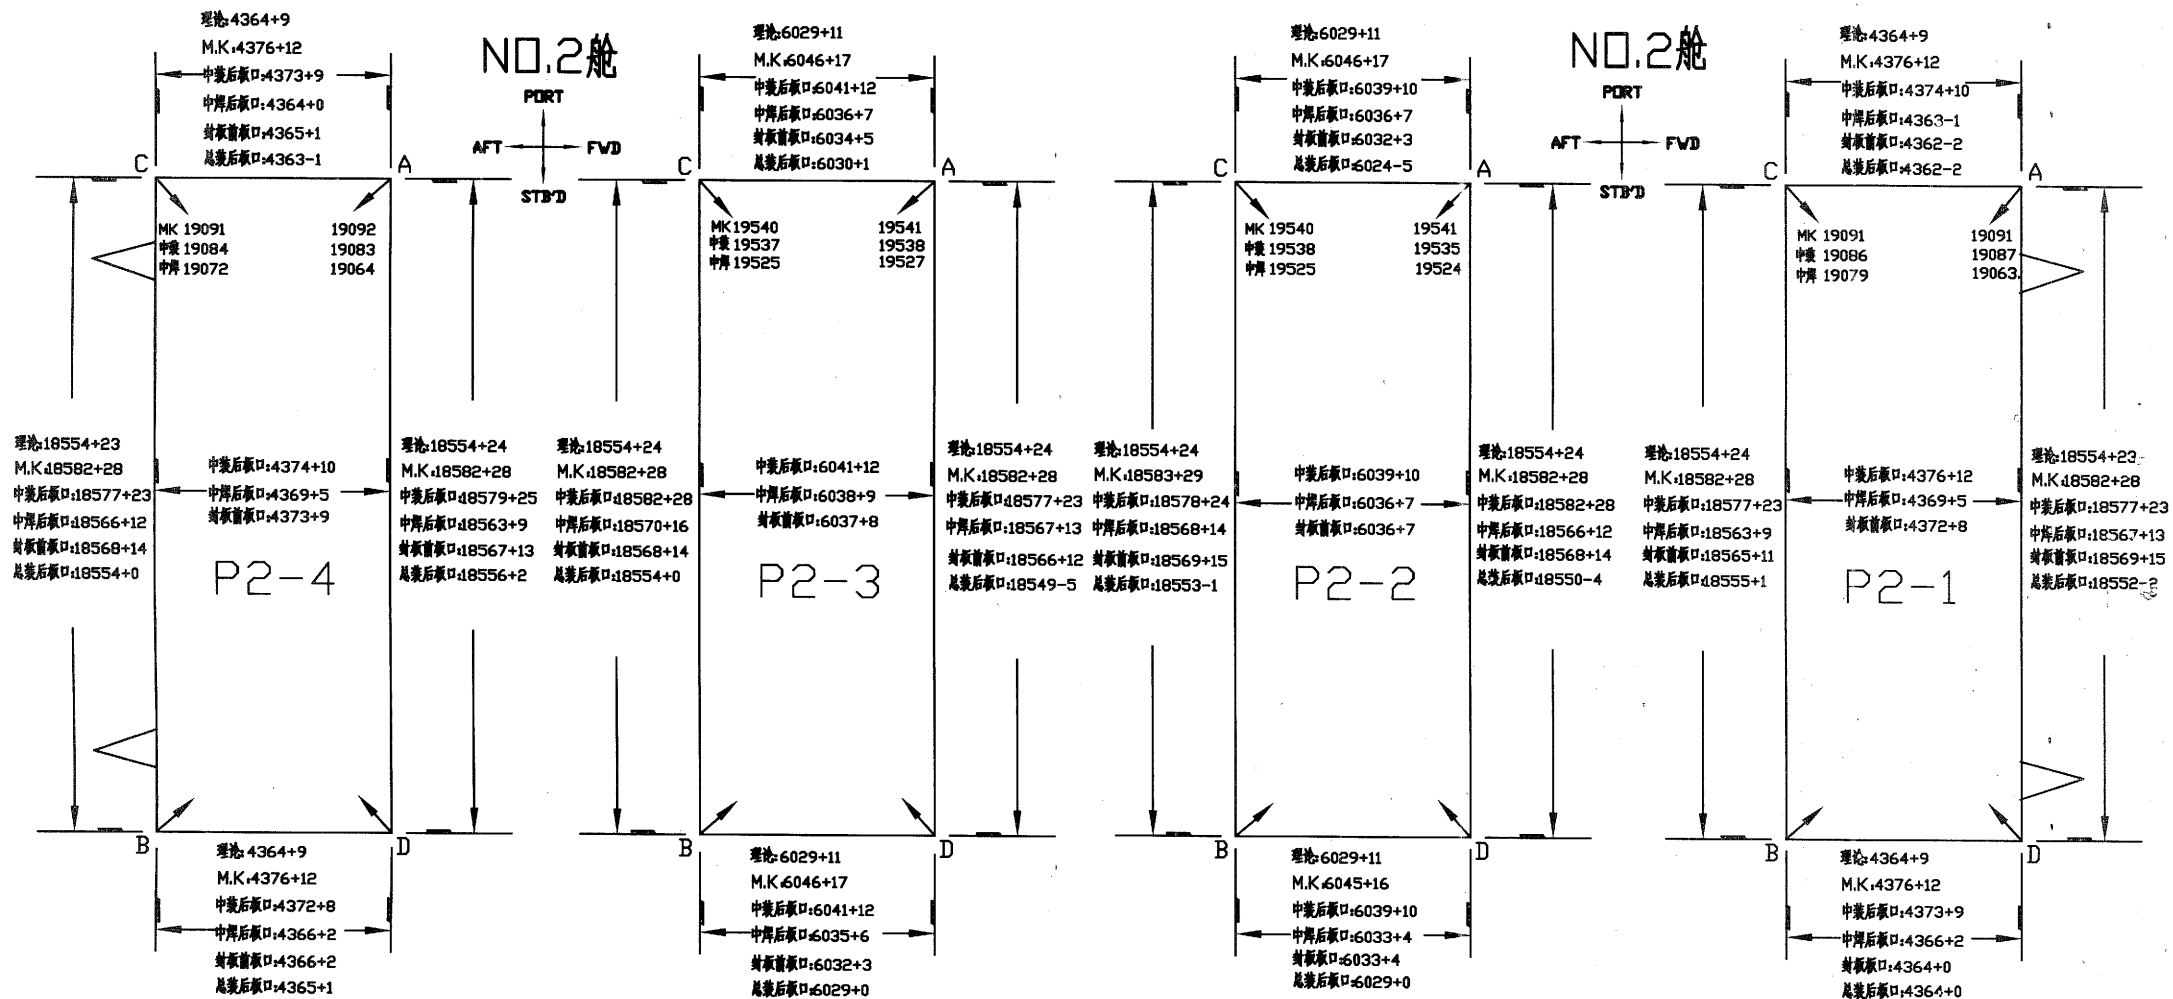 理论:4364+9
M.K:4376+12
中装后板口:4373+9
中焊后板口:4364+0
封板前板口:4365+1
总装后板口:4363-1
NO.2舱
PORT
AFT
FWD
STB'D
理论:6029+11
M.K:6046+17
中装后板口:6041+12
中焊后板口:6036+7
封板前板口:6034+5
总装后板口:6030+1
理论:6029+11
M.K:6046+17
中装后板口:6039+10
中焊后板口:6036+7
封板前板口:6032+3
总装后板口:6024-5
NO.2舱
PORT
AFT
FWD
STB'D
理论:4364+9
M.K:4376+12
中装后板口:4374+10
中焊后板口:4363-1
封板前板口:4362-2
总装后板口:4362-2
C
A
C
A
C
A
C
A
MK 19091 19092
中装 19084 19083
中焊 19072 19064
MK 19540 19541
中装 19537 19538
中焊 19525 19527
MK 19540 19541
中装 19538 19535
中焊 19525 19524
MK 19091 19091
中装 19086 19087
中焊 19079 19063
理论:18554+23
M.K:18582+28
中装后板口:18577+23
中焊后板口:18566+12
封板前板口:18568+14
总装后板口:18554+0
中装后板口:4374+10
中焊后板口:4369+5
封板前板口:4373+9
P2-4
理论:18554+24
M.K:18582+28
中装后板口:18579+25
中焊后板口:18563+9
封板前板口:18567+13
总装后板口:18556+2
理论:18554+24
M.K:18582+28
中装后板口:18582+28
中焊后板口:18570+16
封板前板口:18568+14
总装后板口:18554+0
中装后板口:6041+12
中焊后板口:6038+9
封板前板口:6037+8
P2-3
理论:18554+24
M.K:18582+28
中装后板口:18577+23
中焊后板口:18567+13
封板前板口:18566+12
总装后板口:18549-5
理论:18554+24
M.K:18583+29
中装后板口:18578+24
中焊后板口:18568+14
封板前板口:18569+15
总装后板口:18553-1
中装后板口:6039+10
中焊后板口:6036+7
封板前板口:6036+7
P2-2
理论:18554+24
M.K:18582+28
中装后板口:18582+28
中焊后板口:18566+12
封板前板口:18568+14
总装后板口:18550-4
理论:18554+24
M.K:18582+28
中装后板口:18577+23
中焊后板口:18563+9
封板前板口:18565+11
总装后板口:18555+1
中装后板口:4376+12
中焊后板口:4369+5
封板前板口:4372+8
P2-1
理论:18554+23
M.K:18582+28
中装后板口:18577+23
中焊后板口:18567+13
封板前板口:18569+15
总装后板口:18552-2
B
D
B
D
B
D
B
D
理论:4364+9
M.K:4376+12
中装后板口:4372+8
中焊后板口:4366+2
封板前板口:4366+2
总装后板口:4365+1
理论:6029+11
M.K:6046+17
中装后板口:6041+12
中焊后板口:6035+6
封板前板口:6032+3
总装后板口:6029+0
理论:6029+11
M.K:6045+16
中装后板口:6039+10
中焊后板口:6033+4
封板前板口:6033+4
总装后板口:6029+0
理论:4364+9
M.K:4376+12
中装后板口:4373+9
中焊后板口:4366+2
封板前板口:4364+0
总装后板口:4364+0